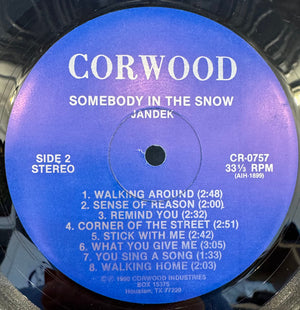 CORWOOD
SOMEBODY IN THE SNOW
JANDEK
SIDE 2
STEREO
CR-0757
33⅓ RPM
(AIH-1899)
1. WALKING AROUND (2:48)
2. SENSE OF REASON (2:00)
3. REMIND YOU (2:32)
4. CORNER OF THE STREET (2:51)
5. STICK WITH ME (2:42)
6. WHAT YOU GIVE ME (3:05)
7. YOU SING A SONG (1:33)
8. WALKING HOME (2:03)
©℗ 1990 CORWOOD INDUSTRIES
BOX 15375
Houston, TX 77220